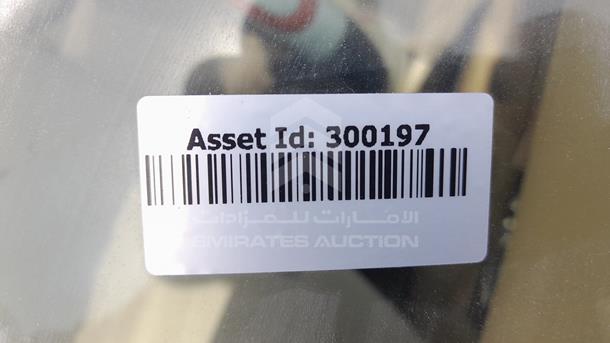 Asset Id: 300197
الإمارات للمزادات
EMIRATES AUCTION